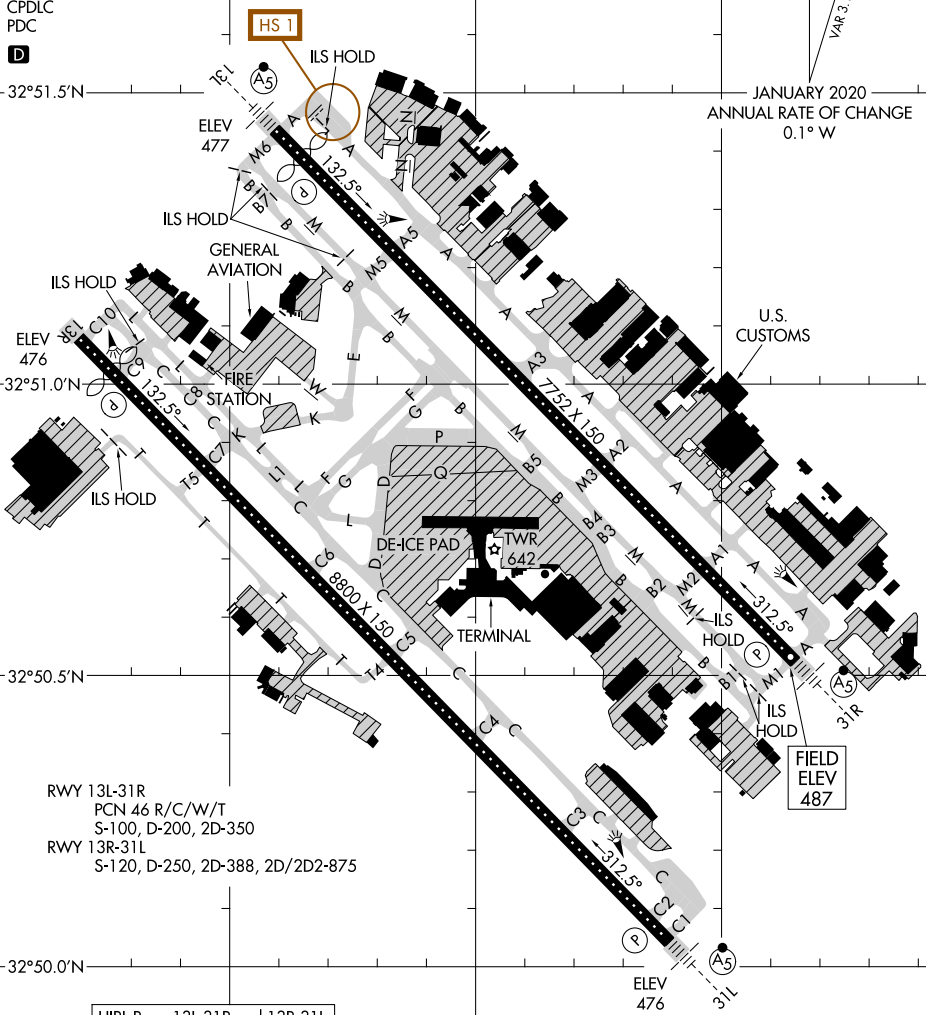 CPDLC
PDC
D
HS 1
ILS HOLD
13L
A5
VAR 3.
32°51.5'N
JANUARY 2020
ANNUAL RATE OF CHANGE
0.1° W
ELEV
477
A
A
N
N
M6
132.5°
P
B
B7
ILS HOLD
B
M
A5
A
M5
GENERAL
AVIATION
B
ILS HOLD
M
A
U.S.
CUSTOMS
13R
C10
L
B
ELEV
476
E
A3
32°51.0'N
C9
C
L
FIRE
STATION
W
7752 X 150
A
132.5°
C8
F
G
B
P
C
K
K
P
M
A2
C7
L
Q
B5
M3
ILS HOLD
T
T5
L1
L
F
G
D
B
A
C
T
L
DE-ICE PAD
TWR
642
B4
B3
C6
D
M
A1
A
8800 X 150
C
B
B2
M2
312.5°
T
C5
TERMINAL
M
ILS
HOLD
A
T
T4
C
B
P
A
32°50.5'N
B1
M1
A5
ILS
HOLD
31R
C4
C
FIELD
ELEV
487
RWY 13L-31R
PCN 46 R/C/W/T
S-100, D-200, 2D-350
RWY 13R-31L
S-120, D-250, 2D-388, 2D/2D2-875
C3
C
312.5°
C
C2
C1
P
A5
32°50.0'N
ELEV
476
31L